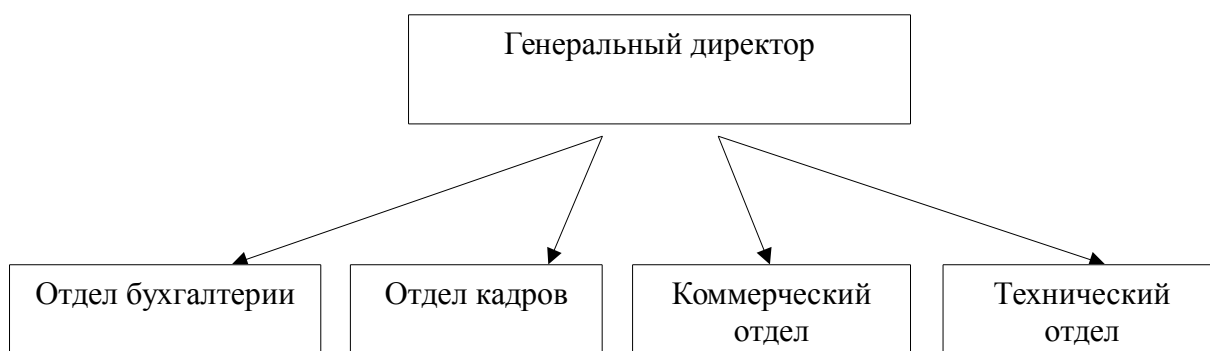 Генеральный директор
Отдел бухгалтерии
Отдел кадров
Коммерческий
отдел
Технический
отдел